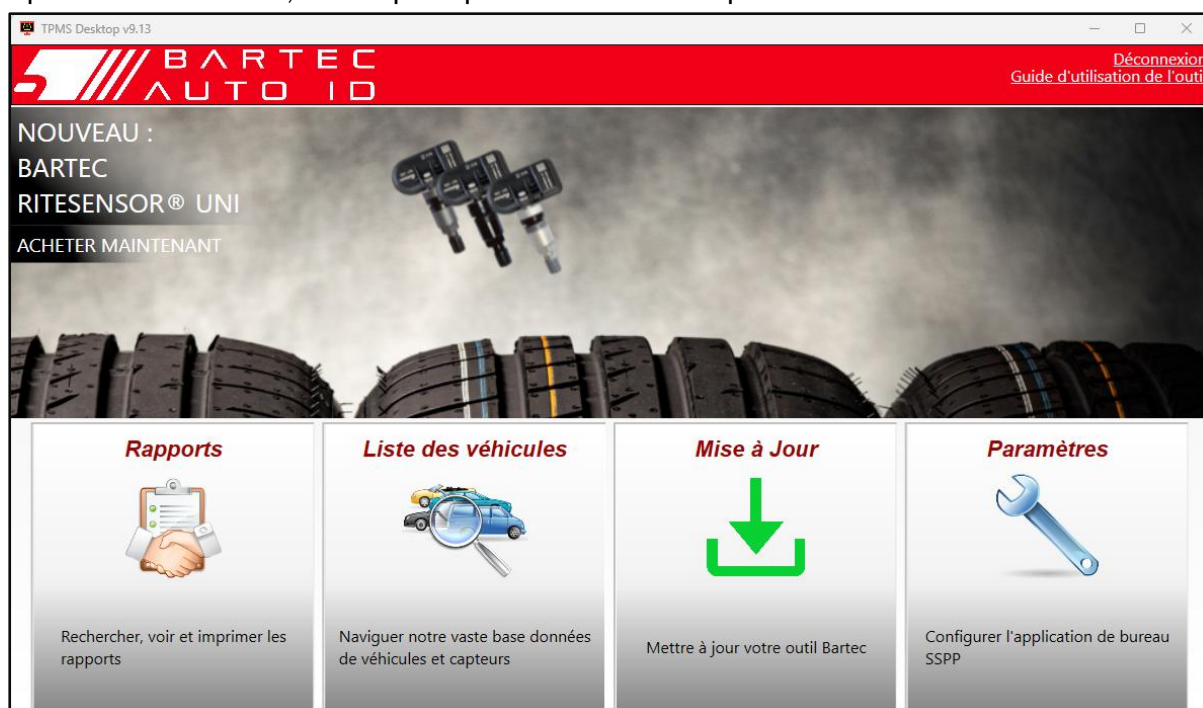 TPMS Desktop v9.13
BARTEC
AUTO ID
Déconnexion
Guide d'utilisation de l'outi
NOUVEAU :
BARTEC
RITESENSOR® UNI
ACHETER MAINTENANT
Rapports
Liste des véhicules
Mise à Jour
Paramètres
Rechercher, voir et imprimer les
rapports
Naviguer notre vaste base données
de véhicules et capteurs
Mettre à jour votre outil Bartec
Configurer l'application de bureau
SSPP